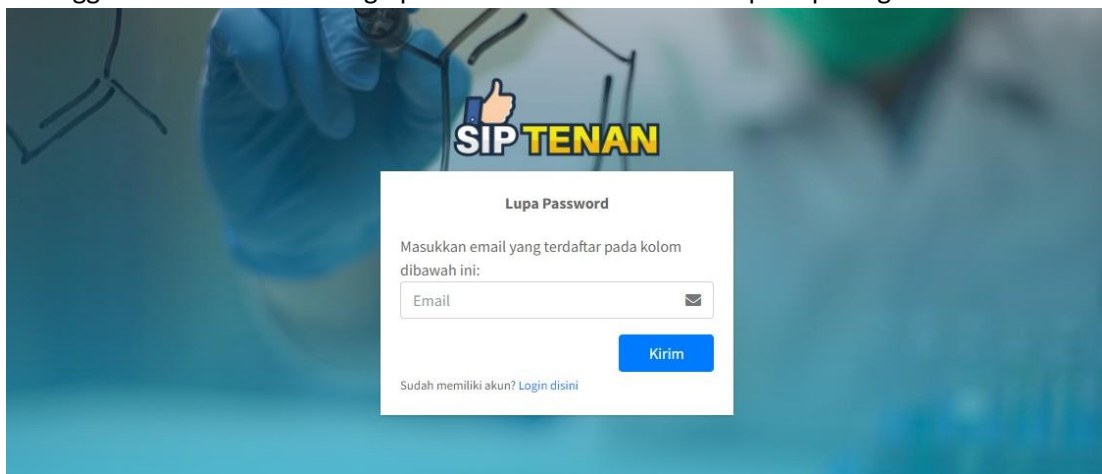 SIP TENAN
Lupa Password
Masukkan email yang terdaftar pada kolom
dibawah ini:
Email
Kirim
Sudah memiliki akun? Login disini